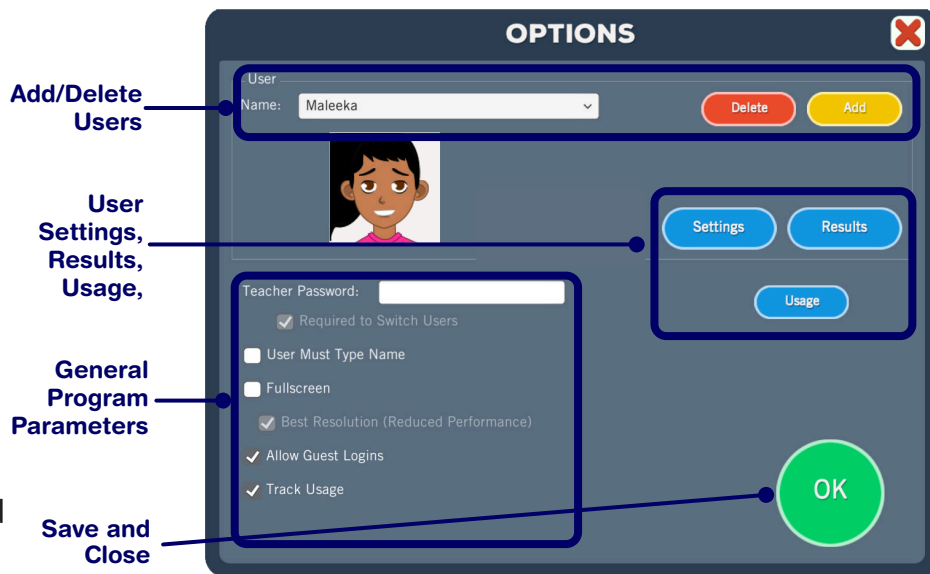 OPTIONS
Add/Delete
Users
User
Name:
Maleeka
Delete
Add
User
Settings,
Results,
Usage,
Settings
Results
Usage
General
Program
Parameters
Teacher Password:
Required to Switch Users
User Must Type Name
Fullscreen
Best Resolution (Reduced Performance)
Allow Guest Logins
Track Usage
Save and
Close
OK